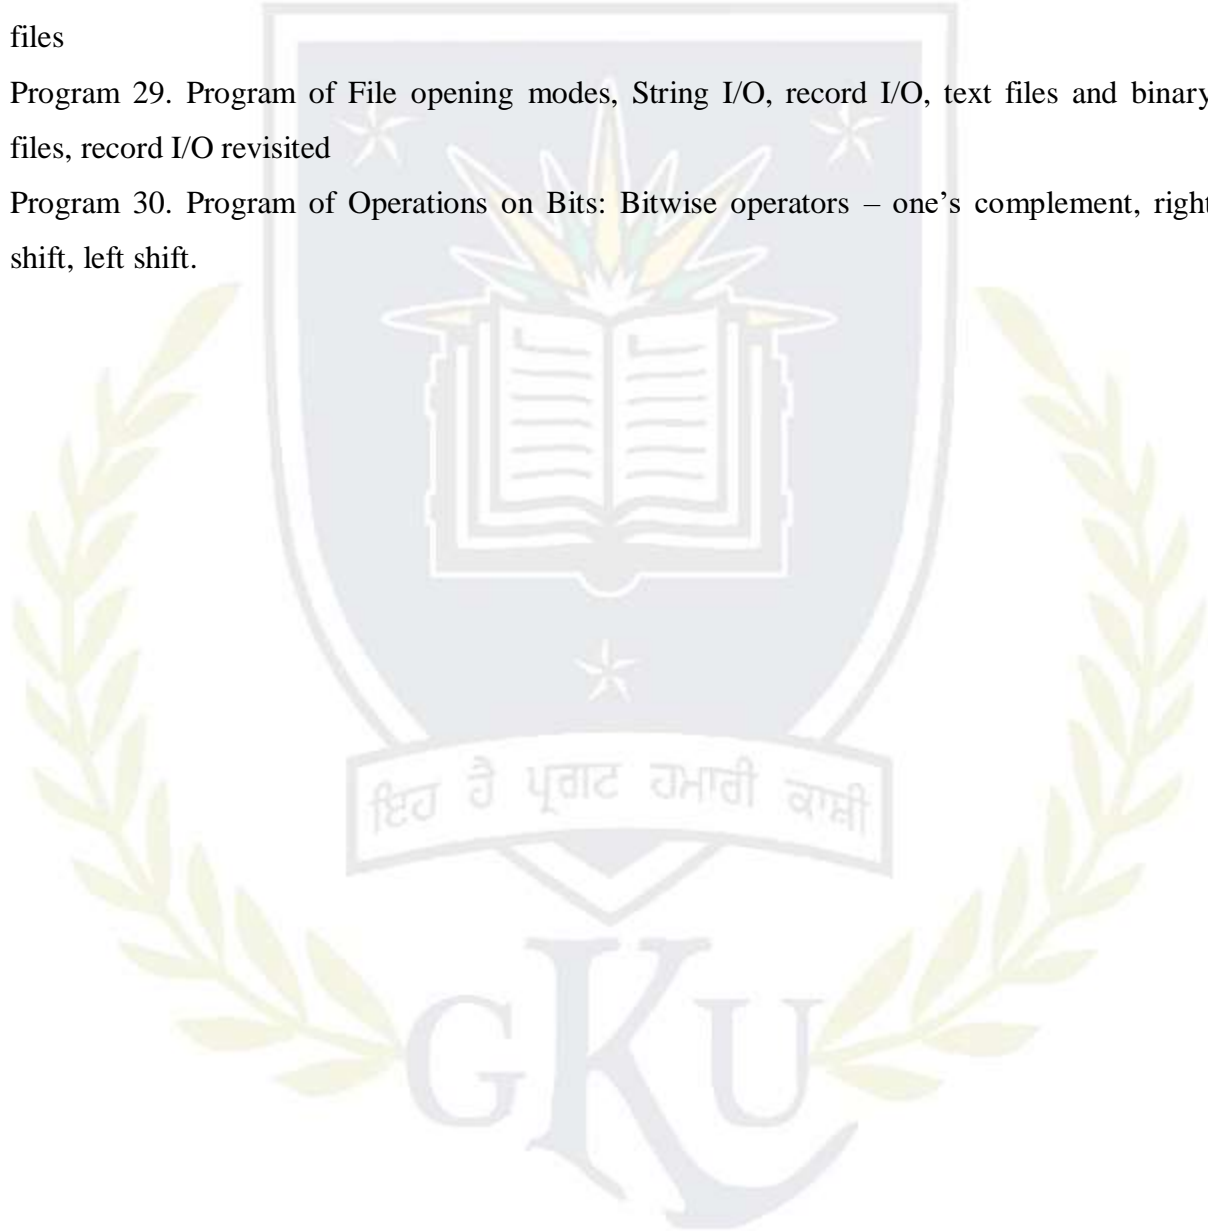 files
Program 29. Program of File opening modes, String I/O, record I/O, text files and binary
files, record I/O revisited
Program 30. Program of Operations on Bits: Bitwise operators – one’s complement, right
shift, left shift.
ਇਹ ਹੈ ਪ੍ਰਗਟ ਹਮਾਰੀ ਕਾਸ਼ੀ
GKU